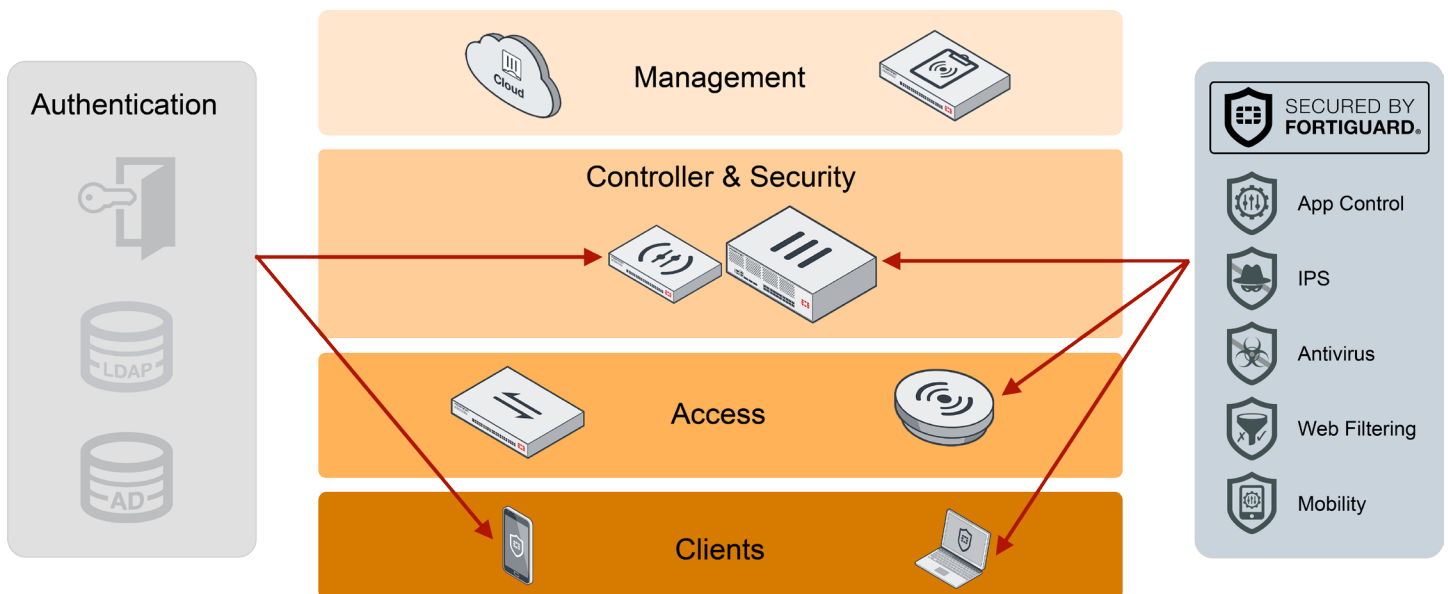 Authentication
LDAP
AD
Cloud
Management
Controller & Security
Access
Clients
SECURED BY
FORTIGUARD®
App Control
IPS
Antivirus
Web Filtering
Mobility